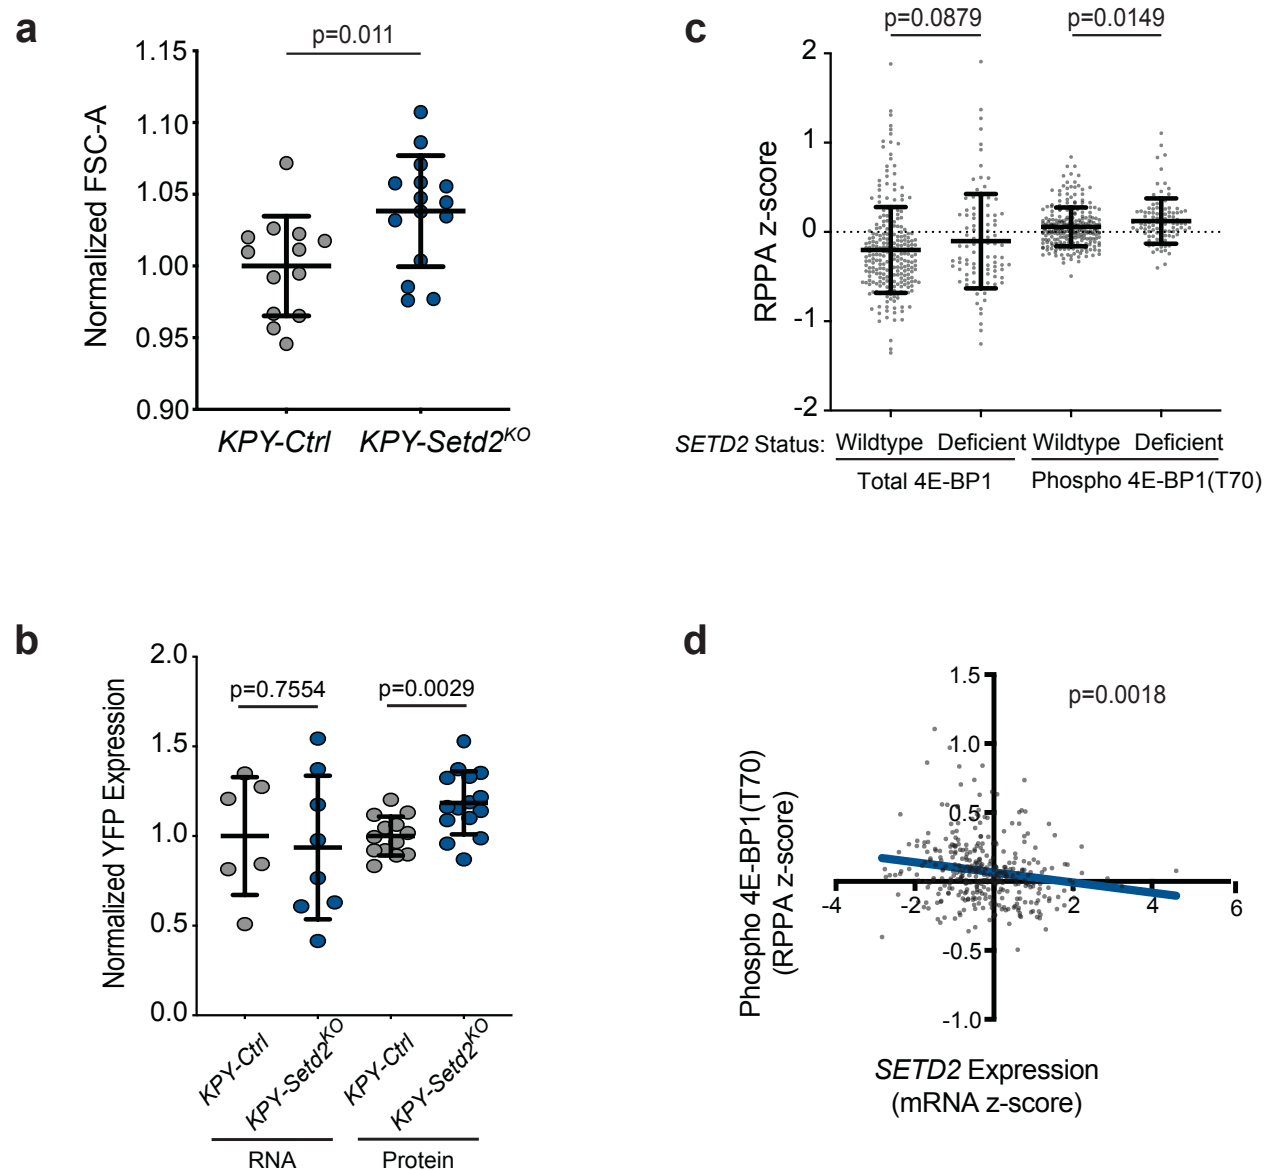 a
p=0.011
1.15
1.10
1.05
1.00
0.95
0.90
Normalized FSC-A
KPY-Ctrl
KPY-Setd2KO
c
p=0.0879
p=0.0149
2
1
0
-1
-2
RPPA z-score
SETD2 Status:
Wildtype
Deficient
Wildtype
Deficient
Total 4E-BP1
Phospho 4E-BP1(T70)
b
2.0
1.5
1.0
0.5
0.0
Normalized YFP Expression
p=0.7554
p=0.0029
KPY-Ctrl
KPY-Setd2KO
KPY-Ctrl
KPY-Setd2KO
RNA
Protein
d
p=0.0018
1.5
1.0
0.5
-0.5
-1.0
-4
-2
2
4
6
Phospho 4E-BP1(T70)
(RPPA z-score)
SETD2 Expression
(mRNA z-score)